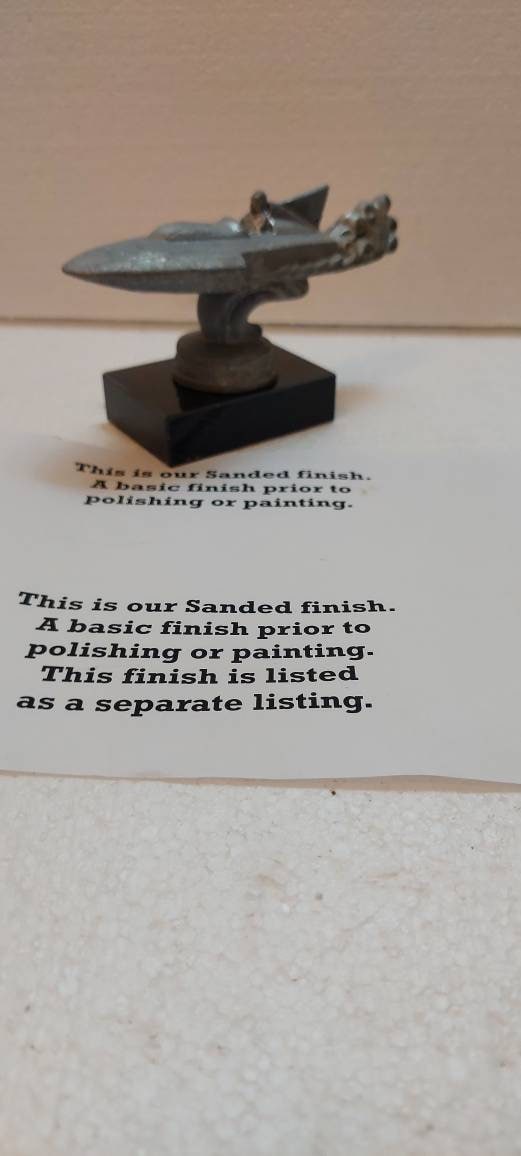 This is our Sanded finish.
A basic finish prior to
polishing or painting.
This is our Sanded finish.
A basic finish prior to
polishing or painting.
This finish is listed
as a separate listing.